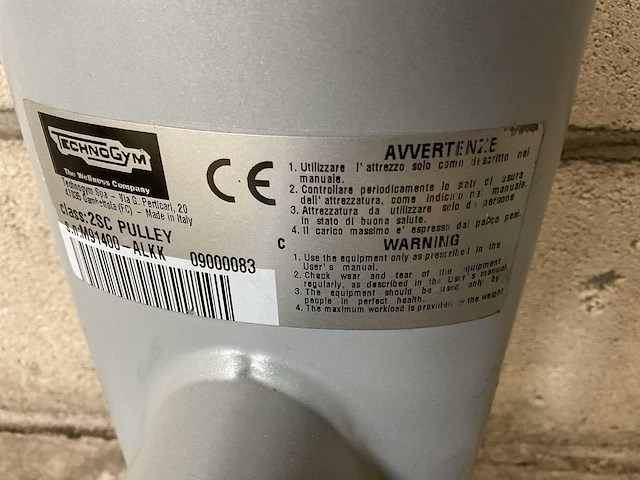 TECHNOGYM
The Wellness Company
Technogym Spa - Via G. Perticari, 20
47035 Gambettola (FC) - Made in Italy
CE
class:2SC PULLEY
s.n:M91400-ALKK 09000083
AVVERTENZE
1. Utilizzare l'attrezzo solo come descritto nel
manuale.
2. Controllare periodicamente lo stato di usura
dell'attrezzatura, come indicato nel manuale.
3. Attrezzatura da utilizzare solo da persone
in stato di buona salute.
4. Il carico massimo e' espresso dal pacco pesi.
C
WARNING
1. Use the equipment only as prescribed in the
User's manual.
2. Check wear and tear of the equipment
regularly, as described in the User's manual
3. The equipment should be used only by
people in perfect health.
4. The maximum workload is provided by the weight